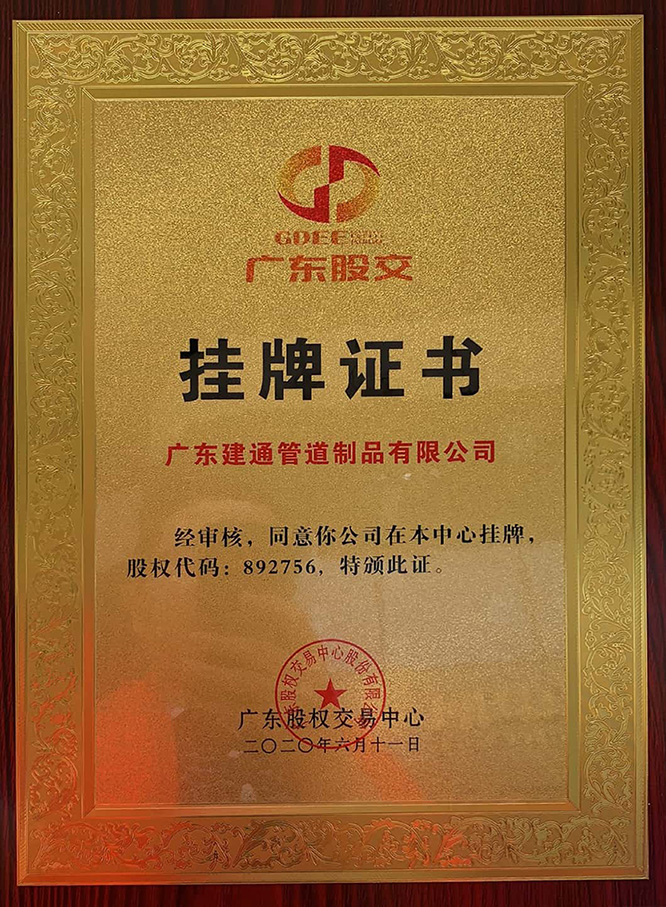 GDEE
广东股交
挂牌证书
广东建通管道制品有限公司
经审核，同意你公司在本中心挂牌，
股权代码：892756，特颁此证。
股权交易中心股份有限公
广东股权交易中心
二〇二〇年六月十一日